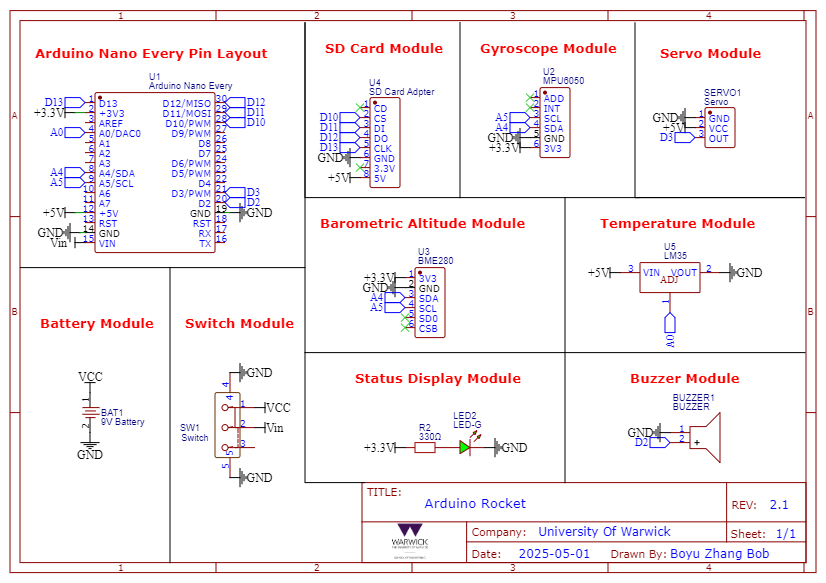 1 2 3 4
A A
B B
Arduino Nano Every Pin Layout
U1
Arduino Nano Every
D13 1 D13
+3.3V 2 +3V3
3 AREF
A0 4 A0/DAC0
5 A1
6 A2
7 A3
A4 8 A4/SDA
A5 9 A5/SCL
10 A6
11 A7
+5V 12 +5V
13 RST
GND 14 GND
Vin 15 VIN
D12/MISO 30 D12
D11/MOSI 29 D11
D10/PWM 28 D10
D9/PWM 27
D8 26
D7 25
D6/PWM 24
D5/PWM 23
D4 22
D3/PWM 21 D3
D2 20 D2
GND 19 GND
RST 18
RX 17
TX 16
SD Card Module
U4
SD Card Adpter
1 CD
D10 2 CS
D11 3 DI
D12 4 DO
D13 5 CLK
GND 6 GND
7 3.3V
+5V 8 5V
Gyroscope Module
U2
MPU6050
1 ADD
2 INT
A5 3 SCL
A4 4 SDA
GND 5 GND
+3.3V 6 3V3
Servo Module
SERVO1
Servo
GND 1 GND
+5V 2 VCC
D3 3 OUT
Barometric Altitude Module
U3
BME280
+3.3V 1 3V3
GND 2 GND
A4 3 SDA
A5 4 SCL
5 SD0
6 CSB
Temperature Module
U5
LM35
+5V 3 VIN VOUT 2 GND
ADJ
1
A0
Battery Module
VCC
1
BAT1
9V Battery
2
GND
Switch Module
GND
4
4
1 VCC
2 Vin
3
SW1
Switch
5
5
GND
Status Display Module
R2
330Ω
LED2
LED-G
+3.3V GND
Buzzer Module
BUZZER1
BUZZER
GND 1
D2 2 +
TITLE:
Arduino Rocket
REV: 2.1
WARWICK
Company: University Of Warwick
Sheet: 1/1
Date: 2025-05-01 Drawn By: Boyu Zhang Bob
1 2 3 4